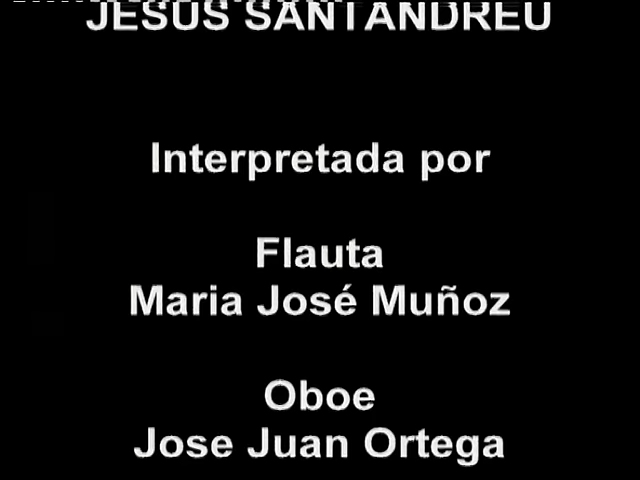 JESUS SANTANDREU
Interpretada por
Flauta
Maria José Muñoz
Oboe
Jose Juan Ortega